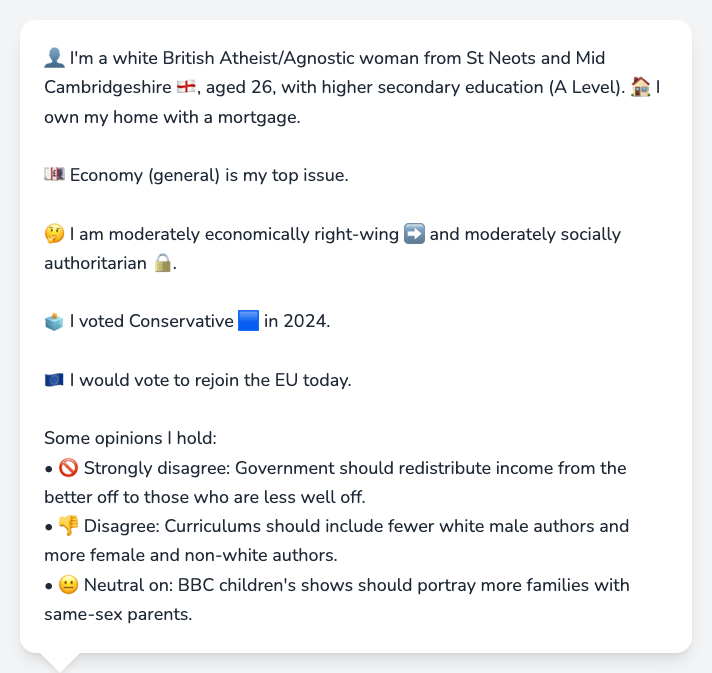 👤 I'm a white British Atheist/Agnostic woman from St Neots and Mid
Cambridgeshire 🏴󠁧󠁢󠁥󠁮󠁧󠁿, aged 26, with higher secondary education (A Level). 🏠 I
own my home with a mortgage.
💷 Economy (general) is my top issue.
🤔 I am moderately economically right-wing ➡️ and moderately socially
authoritarian 🔒.
🗳️ I voted Conservative 🟦 in 2024.
🇪🇺 I would vote to rejoin the EU today.
Some opinions I hold:
• 🚫 Strongly disagree: Government should redistribute income from the
better off to those who are less well off.
• 👎 Disagree: Curriculums should include fewer white male authors and
more female and non-white authors.
• 😐 Neutral on: BBC children's shows should portray more families with
same-sex parents.